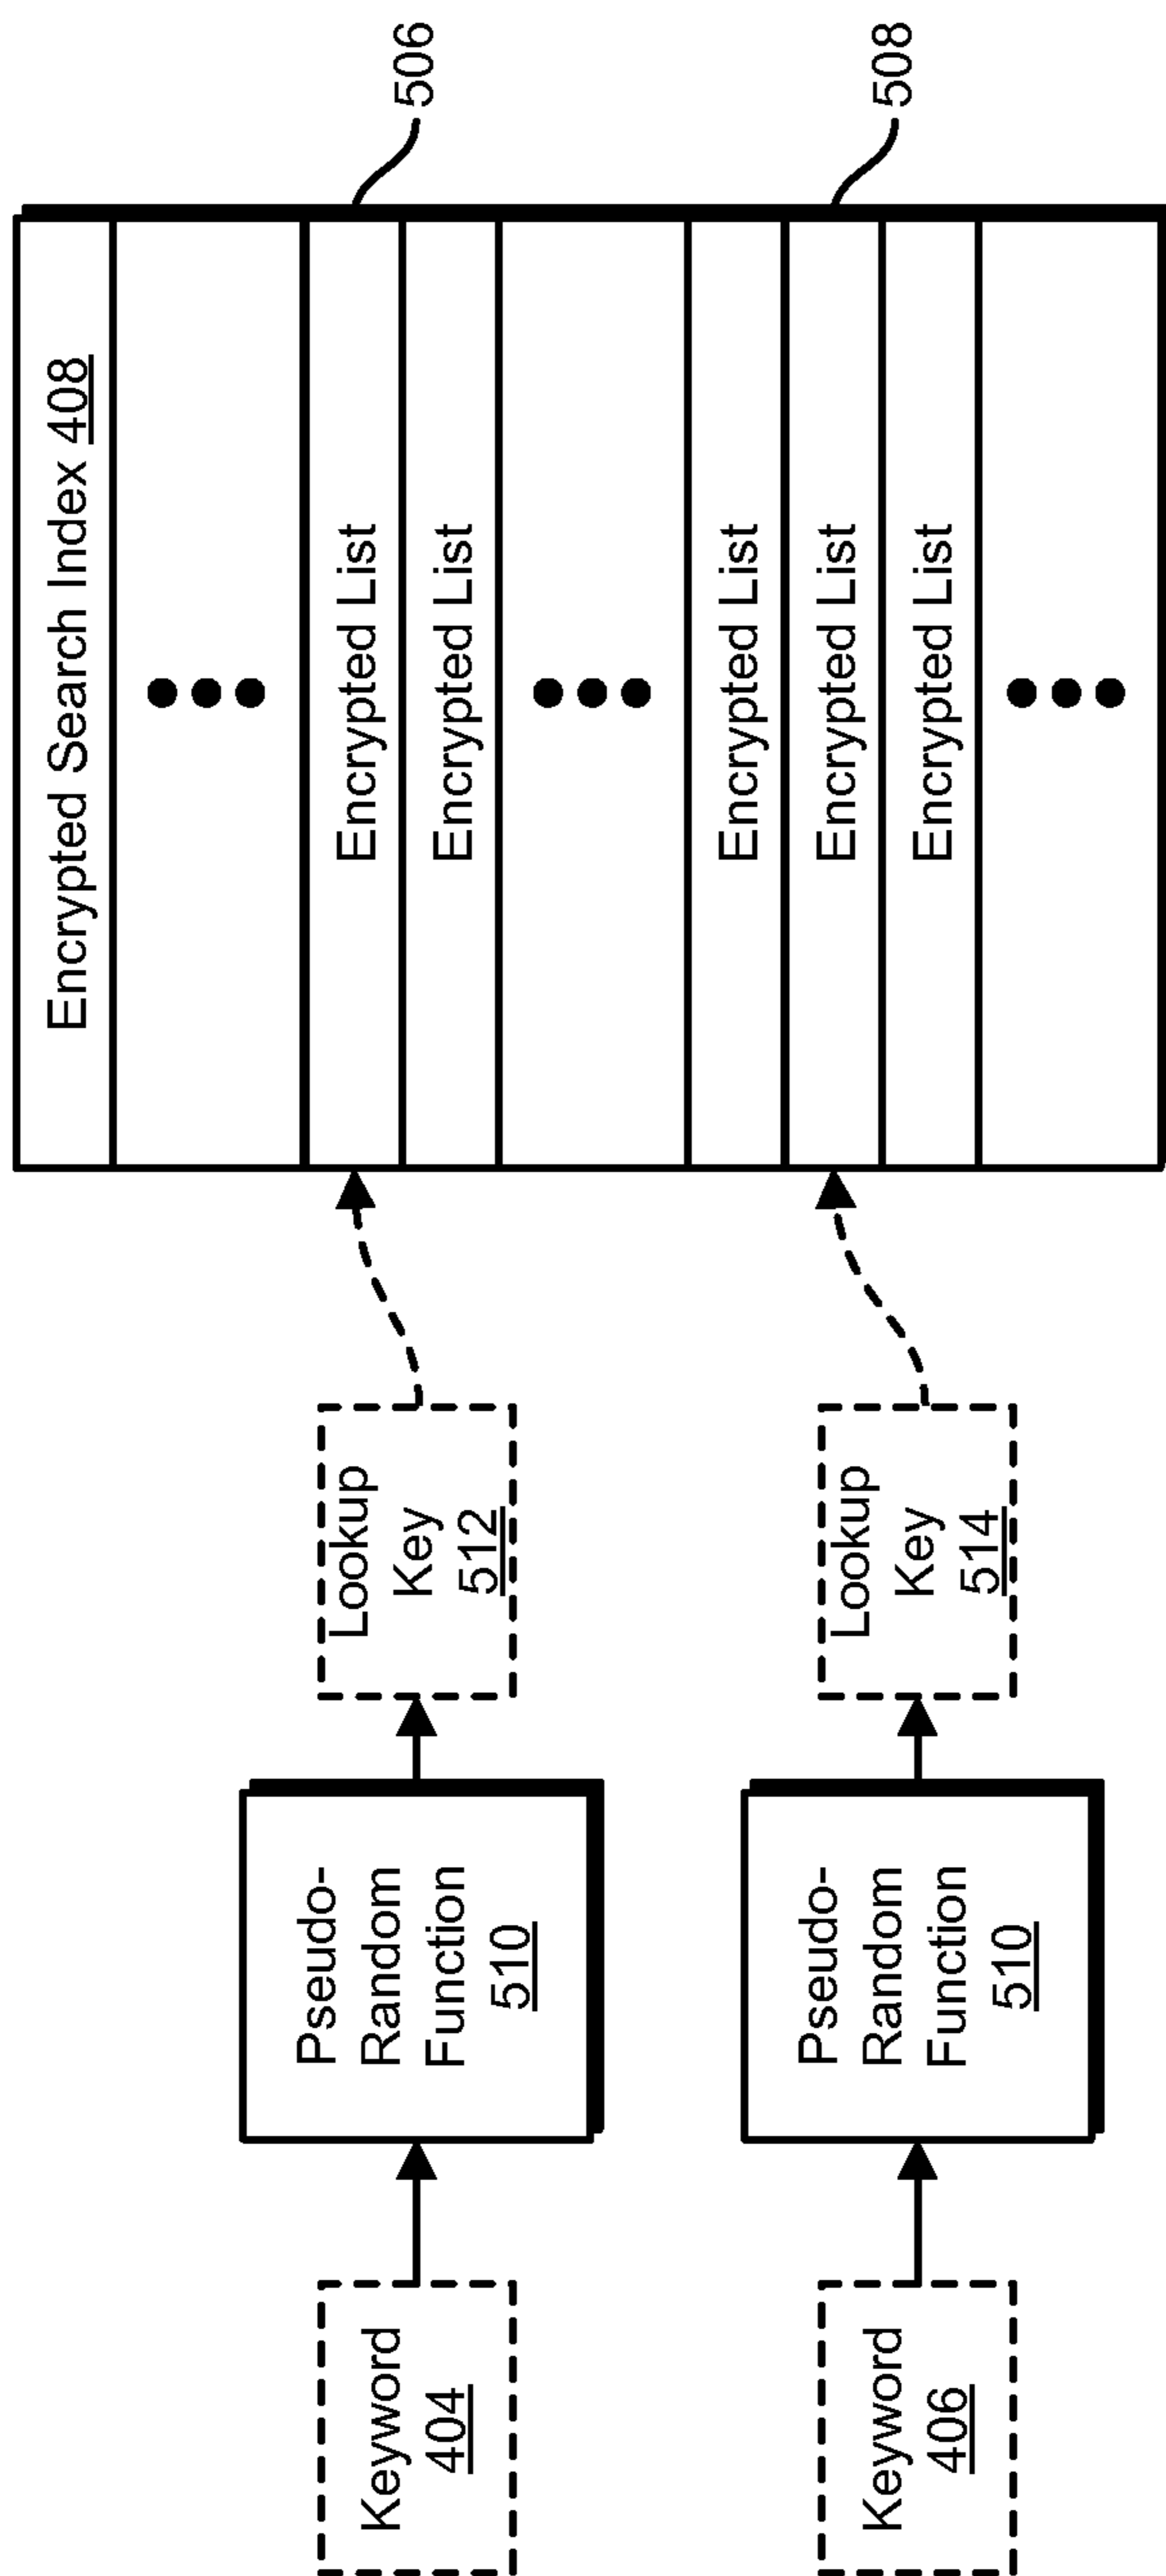 Encrypted Search Index 408
Encrypted List
506
Encrypted List
Encrypted List
Encrypted List
508
Encrypted List
Keyword
404
Pseudo-
Random
Function
510
Lookup
Key
512
Keyword
406
Pseudo-
Random
Function
510
Lookup
Key
514